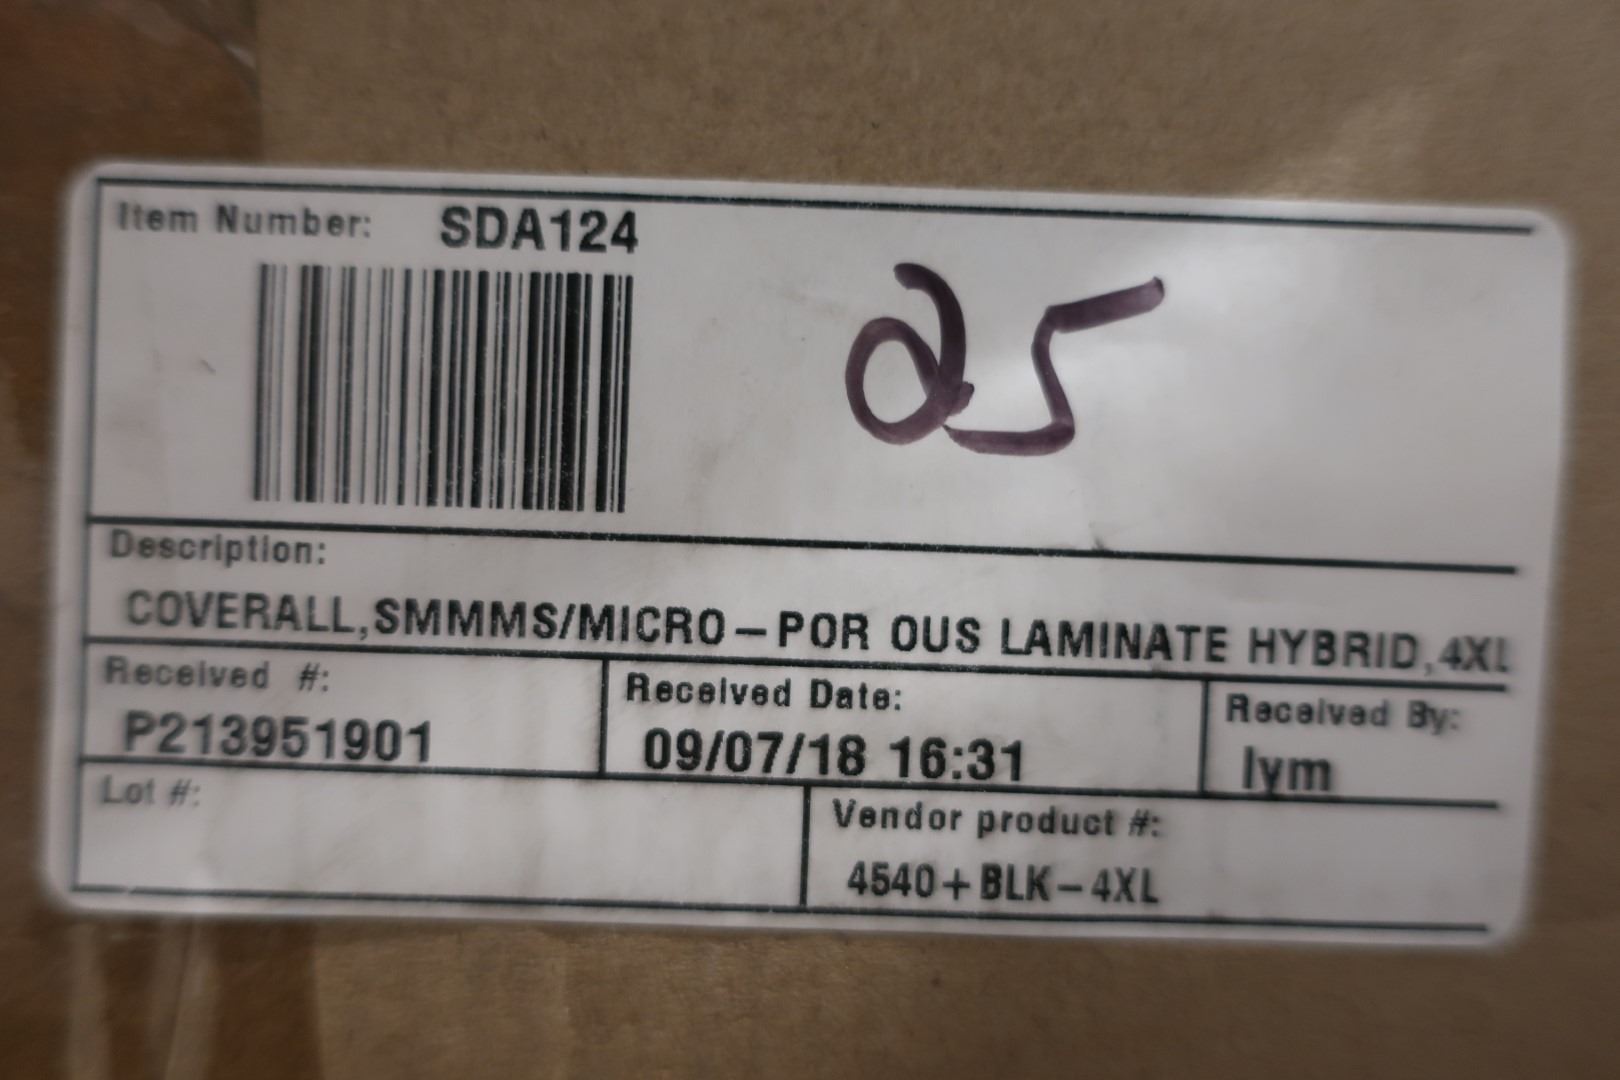 Item Number: SDA124
25
Description:
COVERALL,SMMMS/MICRO-POR OUS LAMINATE HYBRID,4XL
Received #:
P213951901
Received Date:
09/07/18 16:31
Received By:
lym
Lot #:
Vendor product #:
4540+BLK-4XL